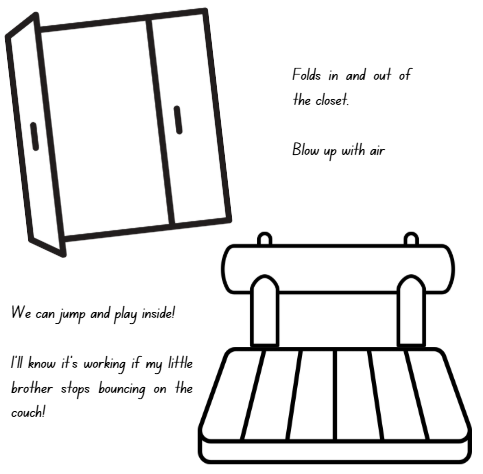 Folds in and out of
the closet.
Blow up with air
We can jump and play inside!
I'll know it's working if my little
brother stops bouncing on the
couch!